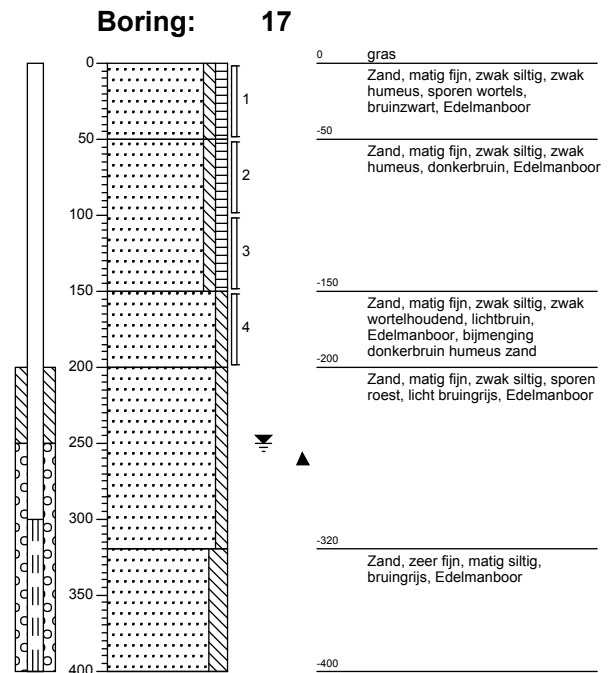 Boring: 17
0
50
100
150
200
250
300
350
400
1
2
3
4
0 gras
Zand, matig fijn, zwak siltig, zwak
humeus, sporen wortels,
bruinzwart, Edelmanboor
-50
Zand, matig fijn, zwak siltig, zwak
humeus, donkerbruin, Edelmanboor
-150
Zand, matig fijn, zwak siltig, zwak
wortelhoudend, lichtbruin,
Edelmanboor, bijmenging
donkerbruin humeus zand
-200
Zand, matig fijn, zwak siltig, sporen
roest, licht bruingrijs, Edelmanboor
-320
Zand, zeer fijn, matig siltig,
bruingrijs, Edelmanboor
-400